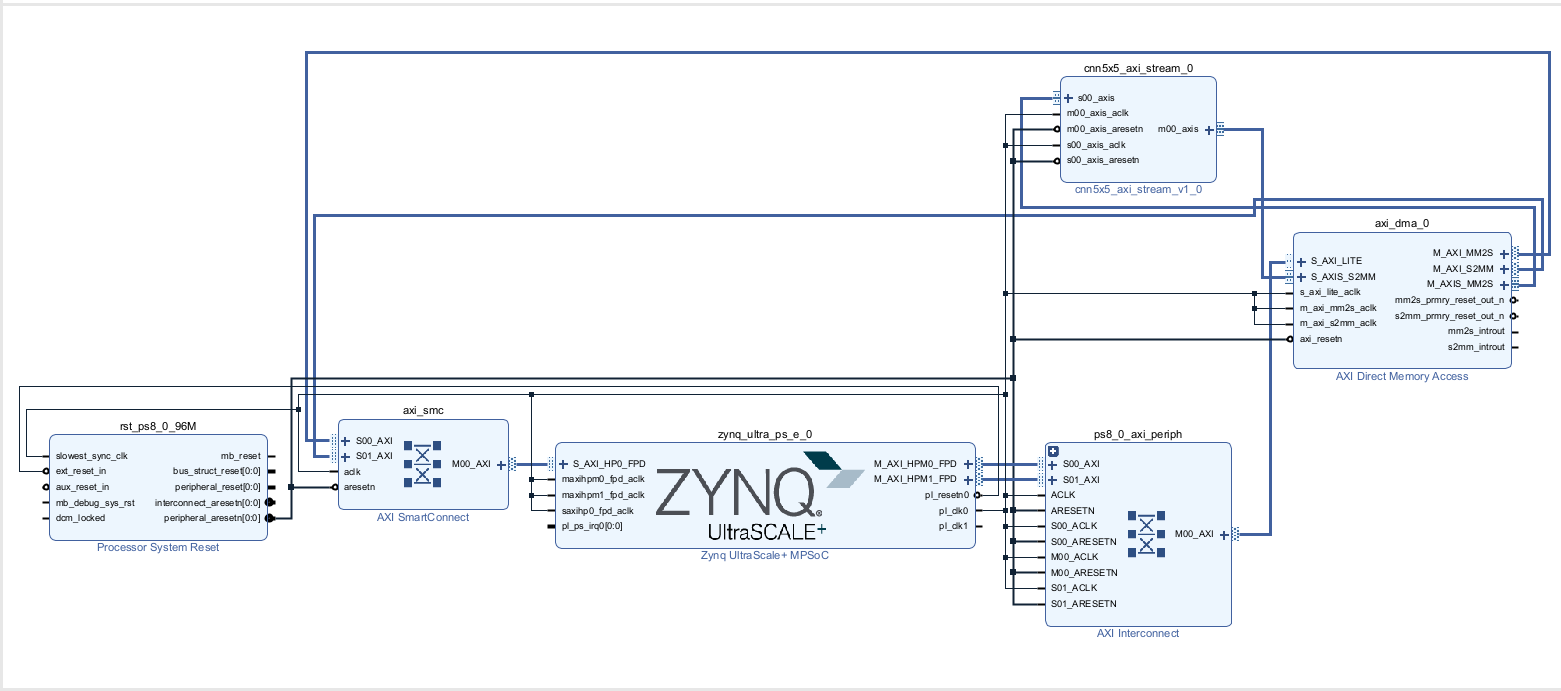 cnn5x5_axi_stream_0
s00_axis
m00_axis_aclk
m00_axis_aresetn
m00_axis
s00_axis_aclk
s00_axis_aresetn
cnn5x5_axi_stream_v1_0
axi_dma_0
S_AXI_LITE
S_AXIS_S2MM
s_axi_lite_aclk
m_axi_mm2s_aclk
m_axi_s2mm_aclk
axi_resetn
M_AXI_MM2S
M_AXI_S2MM
M_AXIS_MM2S
mm2s_prmry_reset_out_n
s2mm_prmry_reset_out_n
mm2s_introut
s2mm_introut
AXI Direct Memory Access
rst_ps8_0_96M
slowest_sync_clk
ext_reset_in
aux_reset_in
mb_debug_sys_rst
dcm_locked
mb_reset
bus_struct_reset[0:0]
peripheral_reset[0:0]
interconnect_aresetn[0:0]
peripheral_aresetn[0:0]
Processor System Reset
axi_smc
S00_AXI
S01_AXI
aclk
aresetn
M00_AXI
AXI SmartConnect
zynq_ultra_ps_e_0
S_AXI_HP0_FPD
maxihpm0_fpd_aclk
maxihpm1_fpd_aclk
saxihp0_fpd_aclk
pl_ps_irq0[0:0]
ZYNQ
UltraSCALE+
M_AXI_HPM0_FPD
M_AXI_HPM1_FPD
pl_resetn0
pl_clk0
pl_clk1
Zynq UltraScale+ MPSoC
ps8_0_axi_periph
S00_AXI
S01_AXI
ACLK
ARESETN
S00_ACLK
S00_ARESETN
M00_ACLK
M00_ARESETN
S01_ACLK
S01_ARESETN
M00_AXI
AXI Interconnect